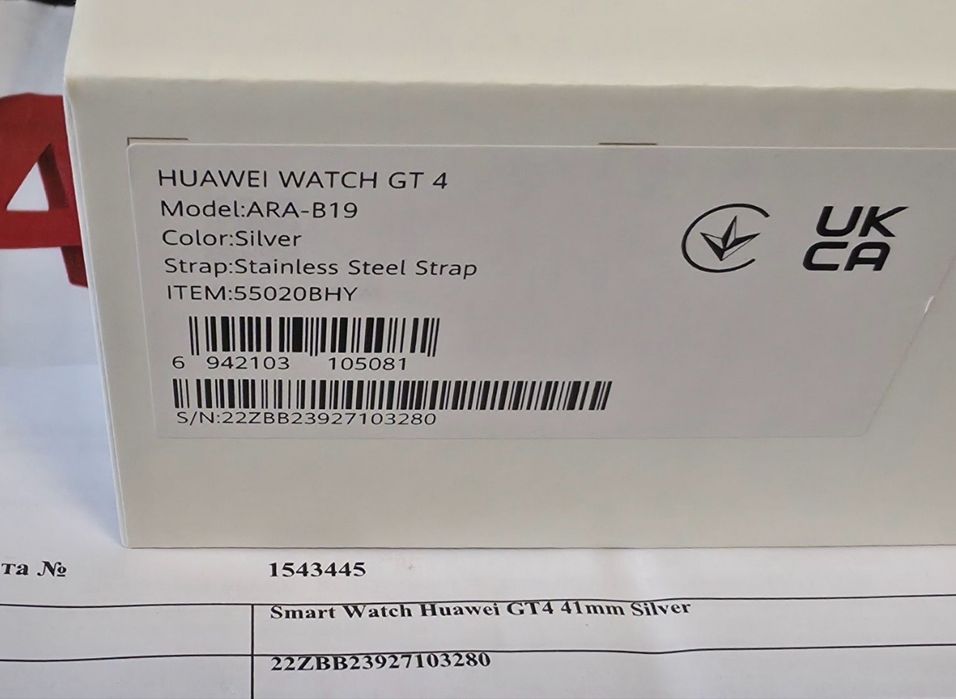 HUAWEI WATCH GT 4
Model:ARA-B19
Color:Silver
Strap:Stainless Steel Strap
ITEM:55020BHY
6 942103 105081
S/N:22ZBB23927103280
UK
CA
та № 1543445
Smart Watch Huawei GT4 41mm Silver
22ZBB23927103280